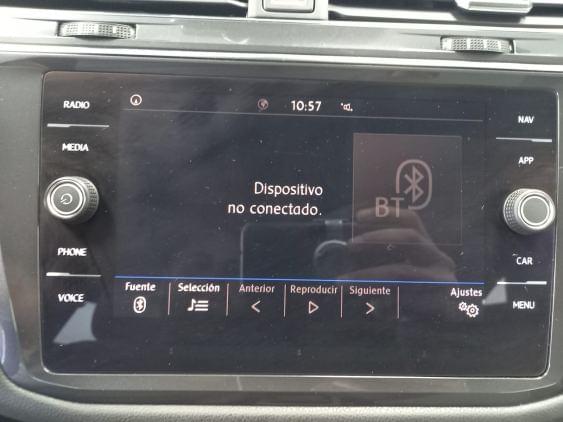 RADIO
MEDIA
PHONE
VOICE
10:57
Dispositivo
no conectado.
BT
Fuente
Selección
Anterior
Reproducir
Siguiente
Ajustes
NAV
APP
CAR
MENU